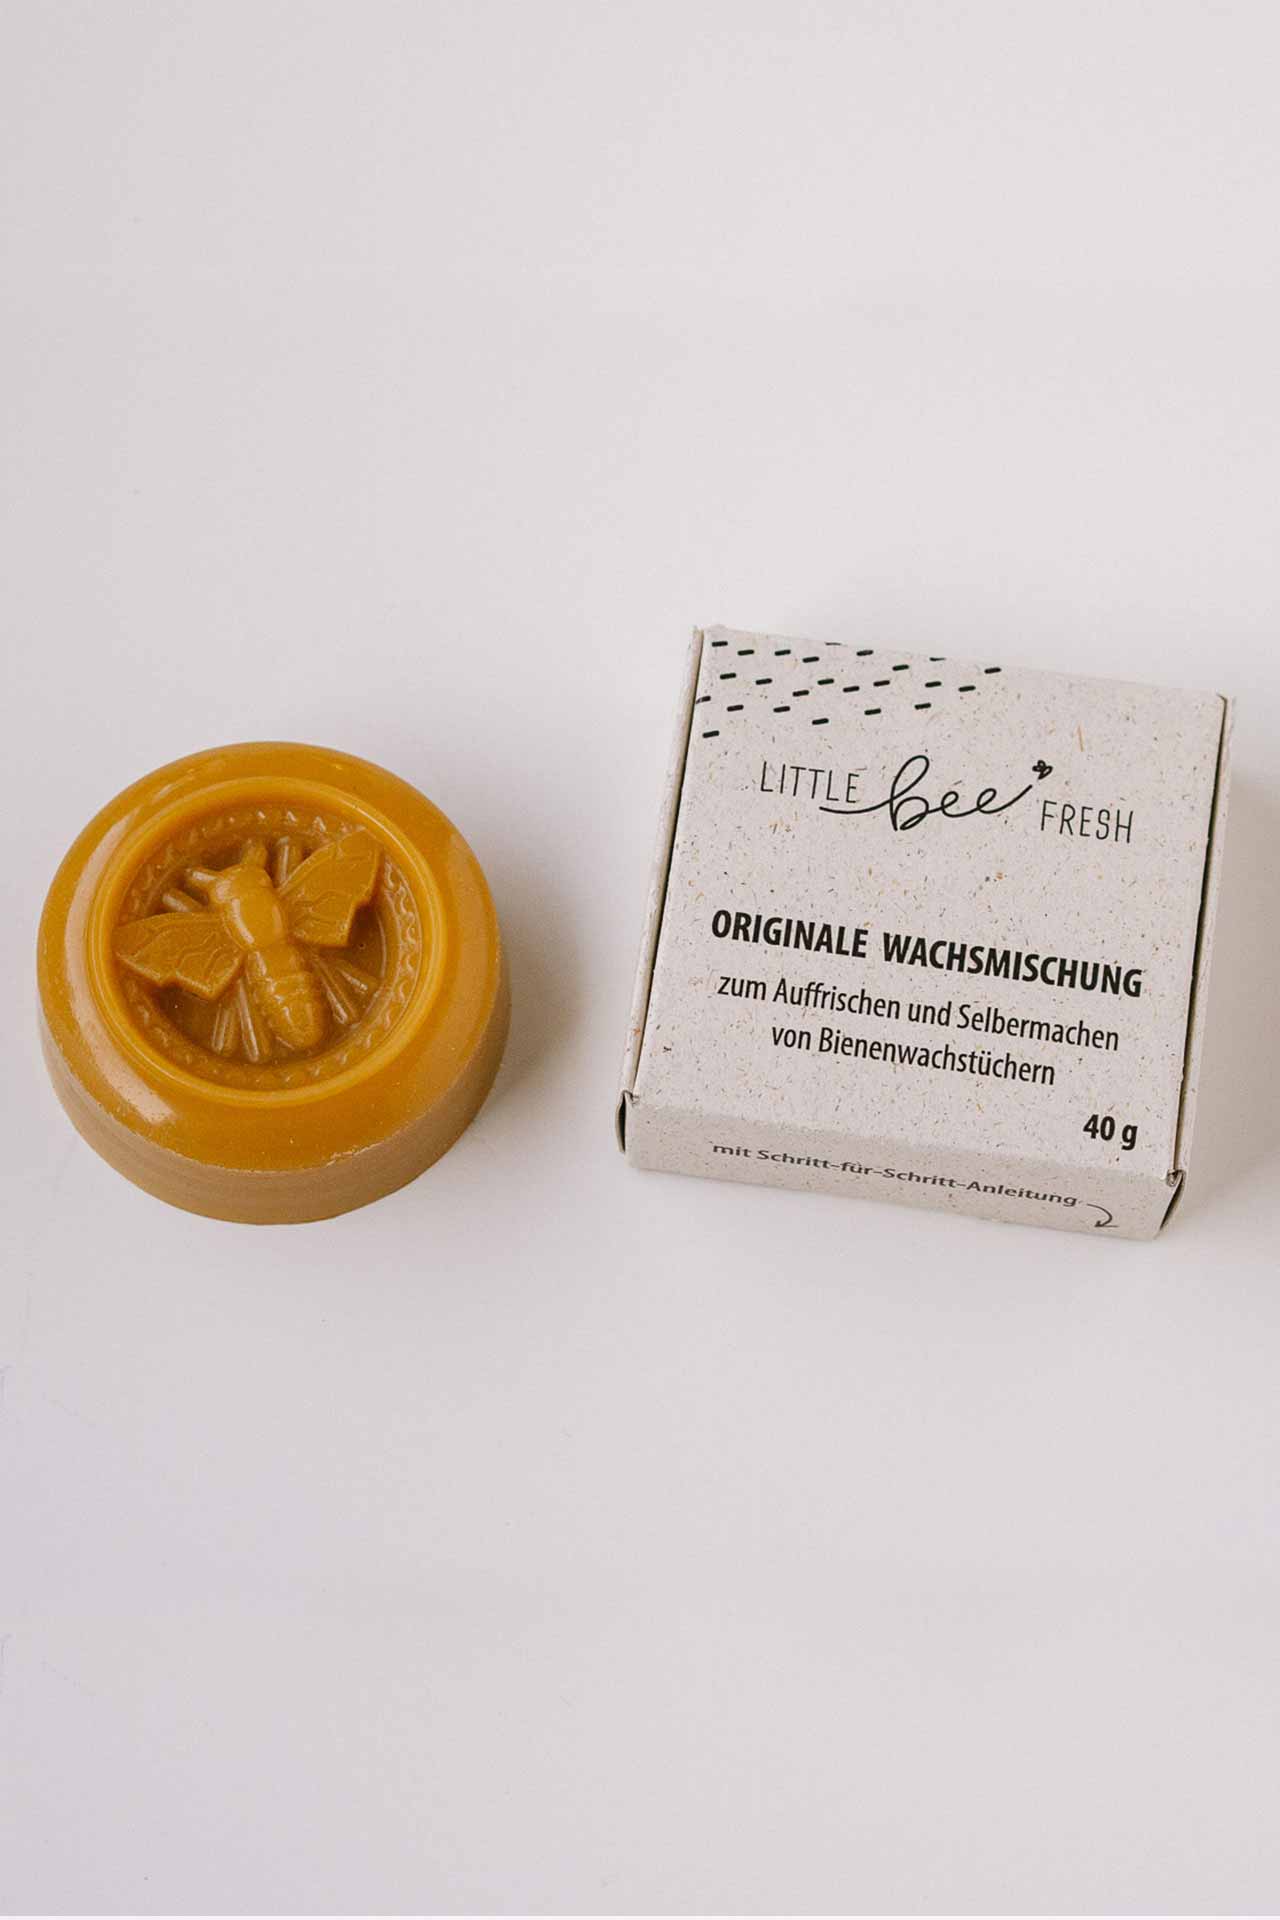 LITTLE bee FRESH
ORIGINALE WACHSMISCHUNG
zum Auffrischen und Selbermachen
von Bienenwachstüchern
40 g
mit Schritt-für-Schritt-Anleitung